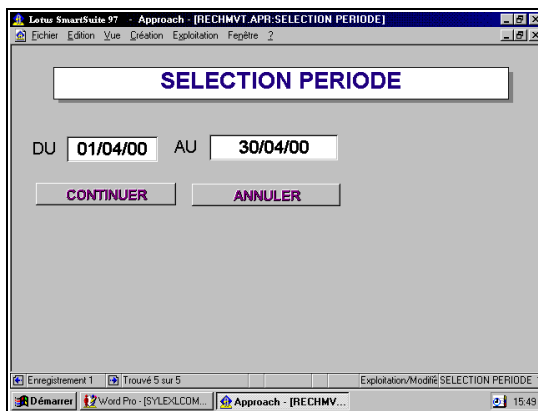 Lotus SmartSuite 97 - Approach - [RECHMVT.APR:SELECTION PERIODE]
Fichier Edition Vue Création Exploitation Fenêtre ?
SELECTION PERIODE
DU 01/04/00 AU 30/04/00
CONTINUER ANNULER
Enregistrement 1 Trouvé 5 sur 5 Exploitation/Modifié SELECTION PERIODE
Démarrer Word Pro - [SYLEXLCOM... Approach - [RECHMV... 15:49